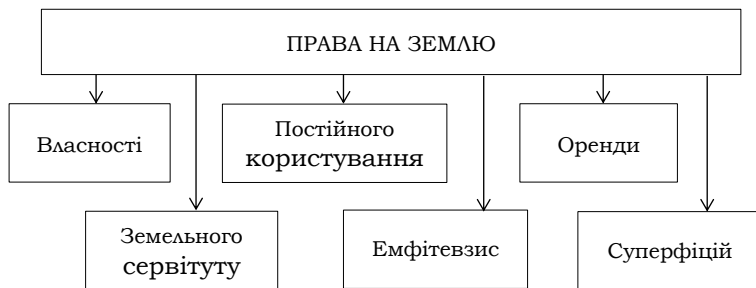 ПРАВА НА ЗЕМЛЮ
Власності
Постійного
користування
Оренди
Земельного
сервітуту
Емфітевзис
Суперфіцій